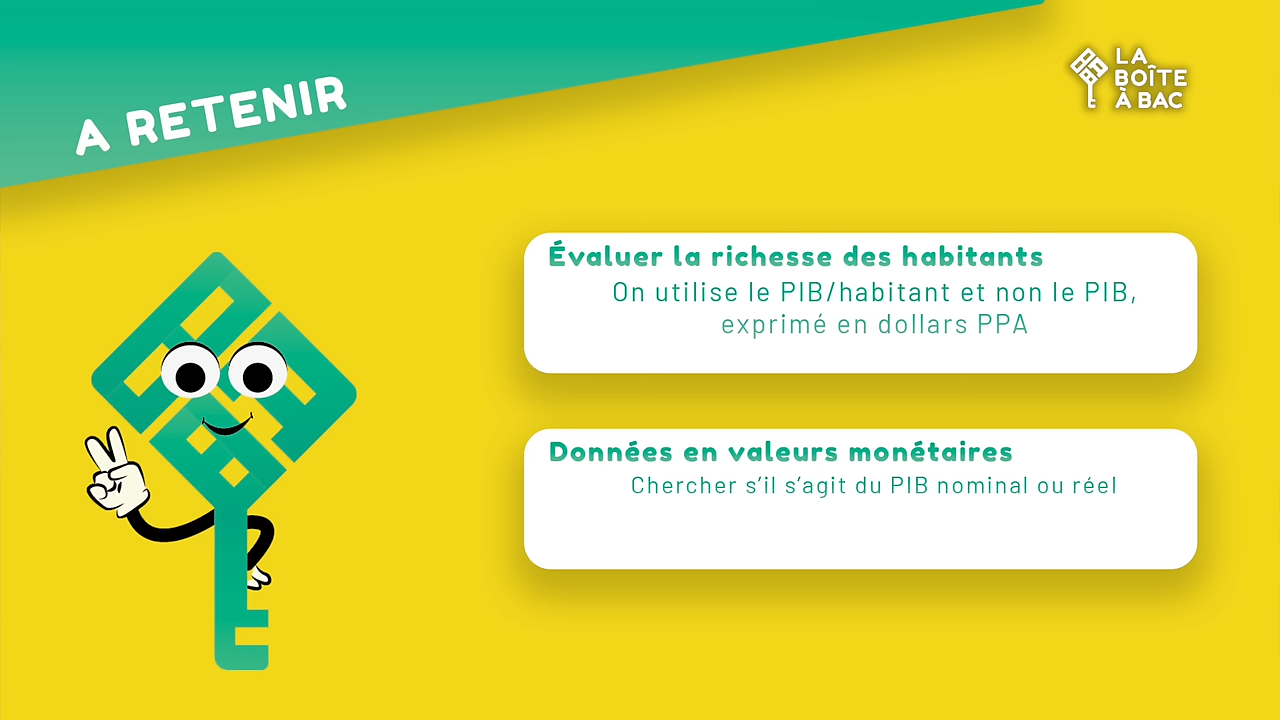 A RETENIR
LA
BOÎTE
À BAC
Évaluer la richesse des habitants
On utilise le PIB/habitant et non le PIB,
exprimé en dollars PPA
Données en valeurs monétaires
Chercher s’il s’agit du PIB nominal ou réel